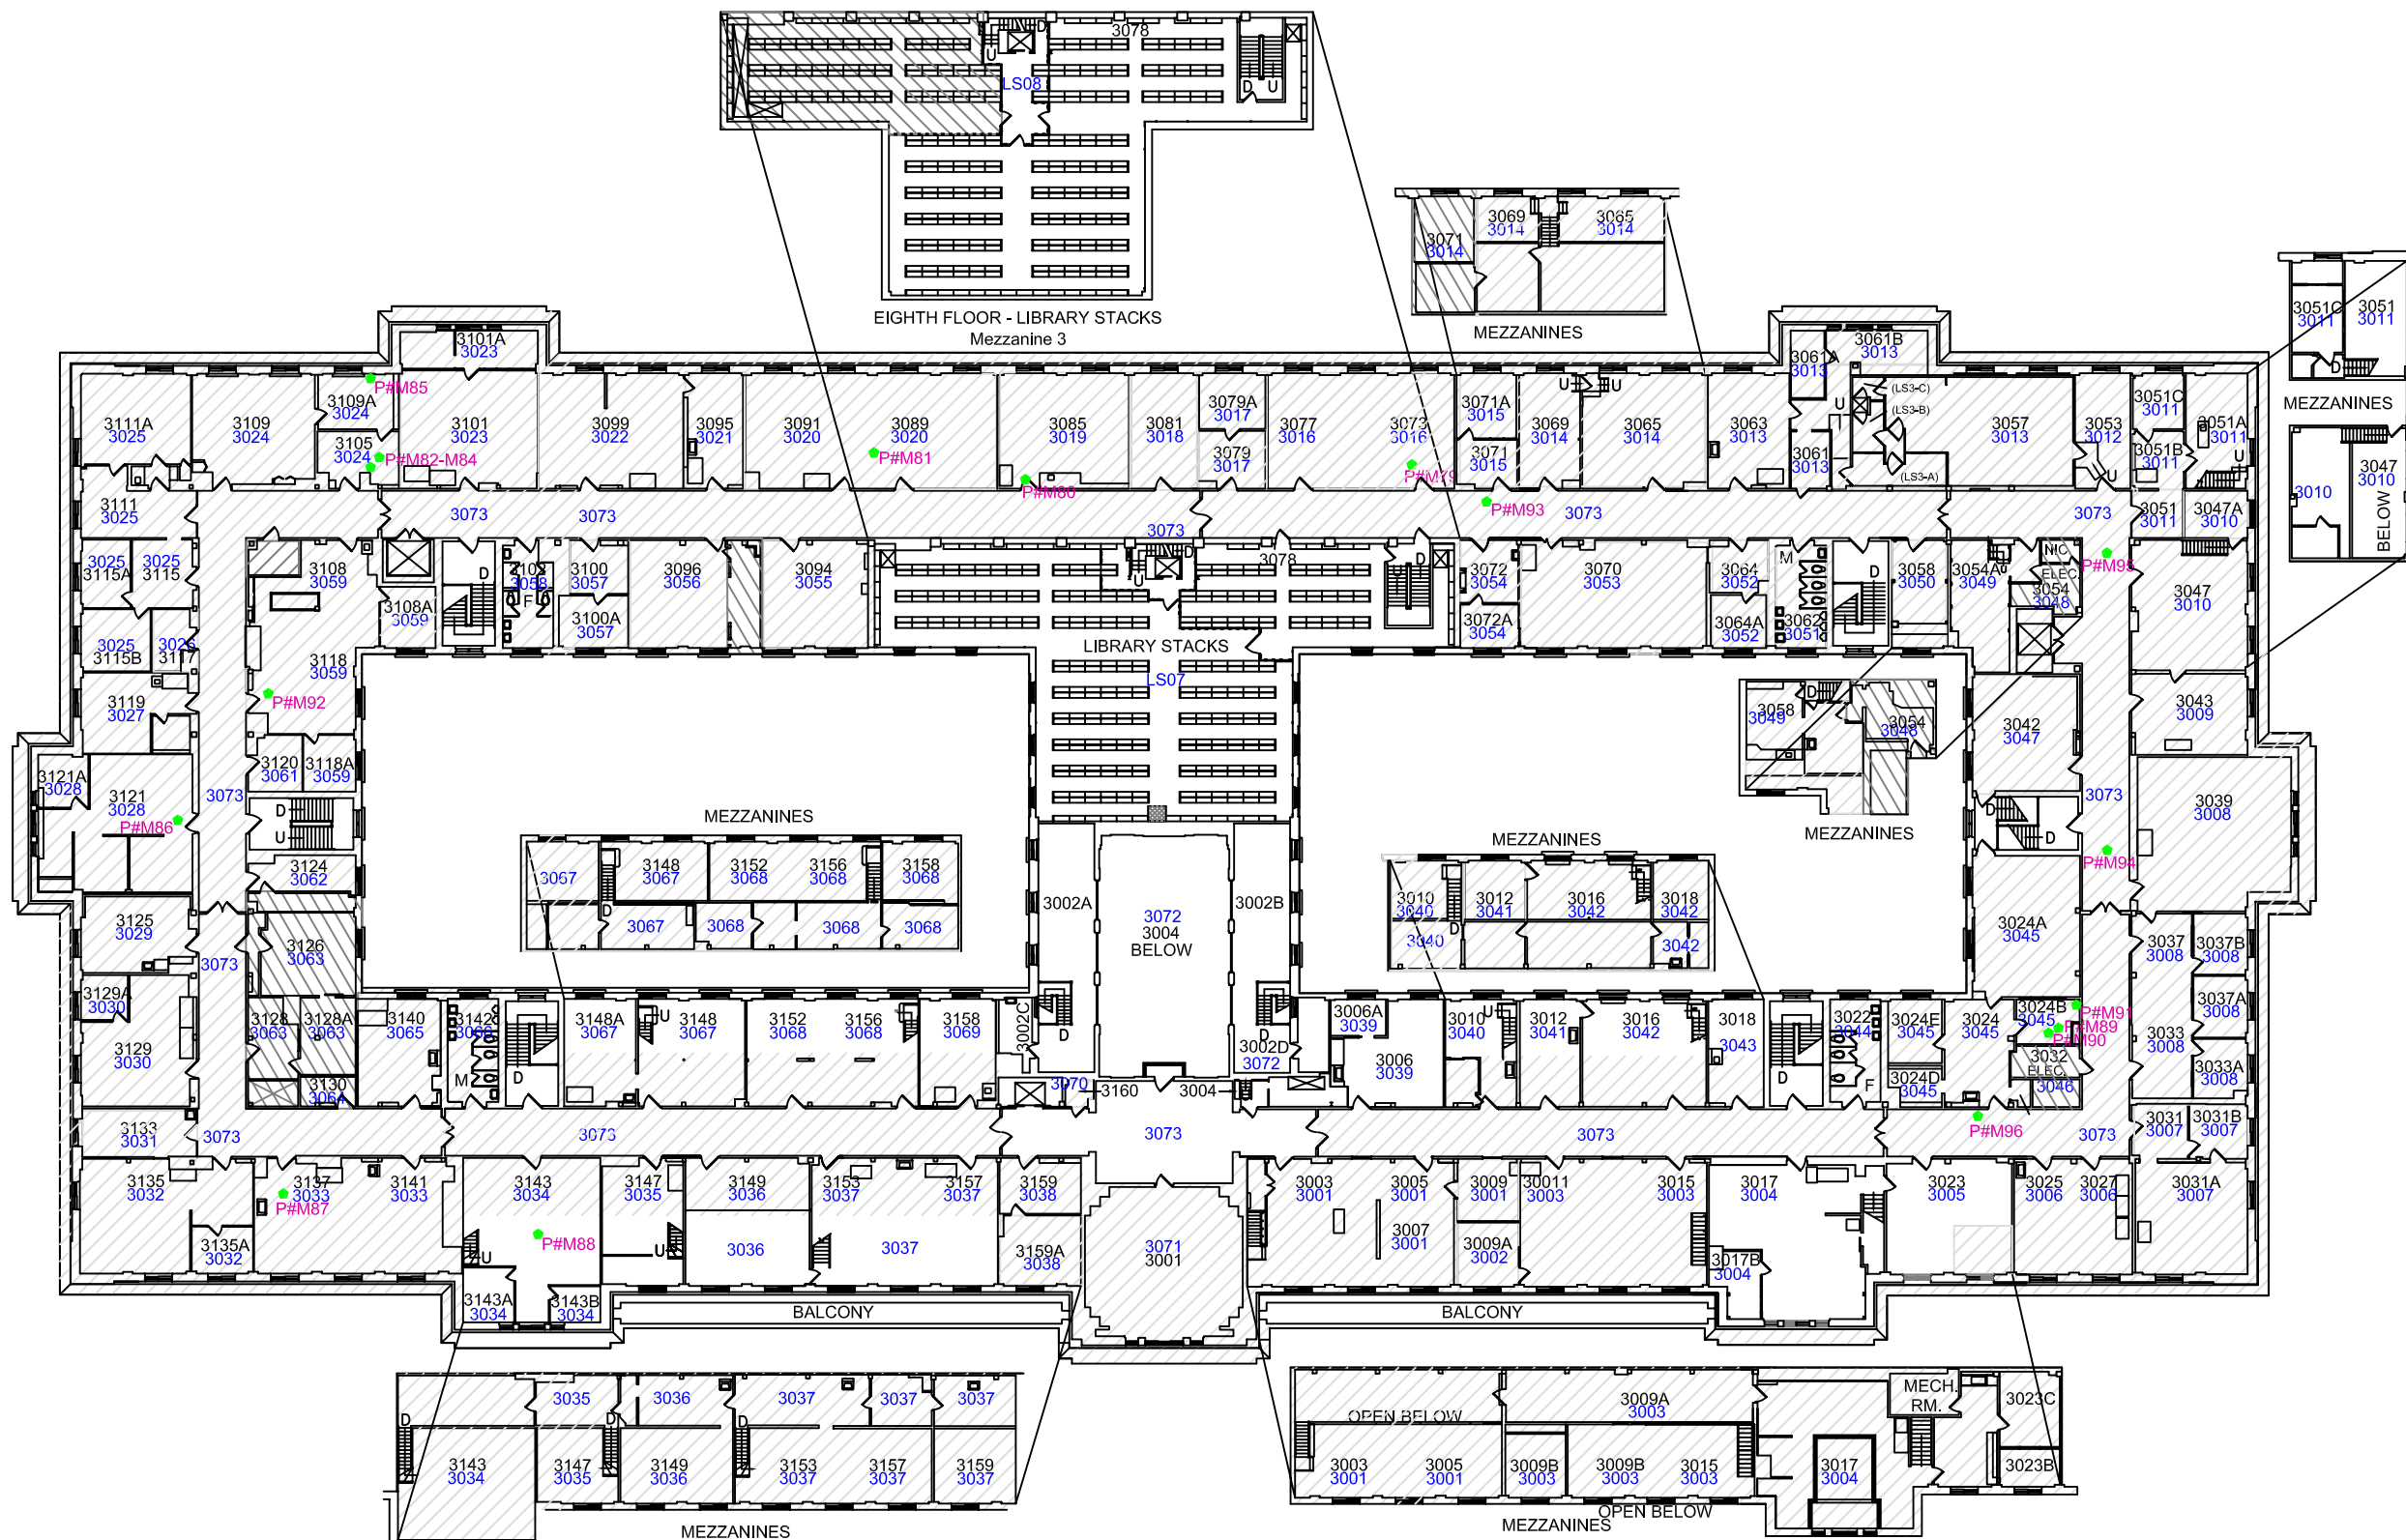 3078
LS08
EIGHTH FLOOR - LIBRARY STACKS
Mezzanine 3
3069
3014
3065
3014
3071
3014
MEZZANINES
3051C
3011
3051
3011
D
MEZZANINES
3010
3047
3010
BELOW
D
3101A
3023
P#M85
3109A
3024
3111A
3025
3109
3024
3105
3024
P#M82-M84
3101
3023
3099
3022
3095
3021
3091
3020
3089
3020
P#M81
3085
3019
P#M80
3081
3018
3079A
3017
3079
3017
3077
3016
3073
3016
P#M79
3071A
3015
3071
3015
P#M93
3069
3014
3065
3014
3063
3013
3061A
3013
3061B
3013
3061
3013
(LS3-C)
(LS3-B)
(LS3-A)
3057
3013
3053
3012
3051C
3011
3051B
3011
3051A
3011
3111
3025
3073
3073
3073
3073
3073
3051
3011
3047A
3010
3025
3115A
3025
3115
3108
3059
3108A
3059
D
3102
3058
F
3100
3057
3100A
3057
3096
3056
3094
3055
3078
LIBRARY STACKS
LS07
3072
3054
3072A
3054
3070
3053
3064
3052
3064A
3052
M
3062
3051
D
3058
3050
3054A
3049
NIC
ELEC.
3054
3048
P#M95
3047
3010
3025
3115B
3026
3117
3118
3059
P#M92
3119
3027
3120
3061
3118A
3059
3121A
3028
3121
3028
P#M86
3073
D
U
3124
3062
3058
3049
D
3054
3048
MEZZANINES
3042
3047
3043
3009
3073
3039
3008
P#M94
D
MEZZANINES
3067
3148
3067
3152
3068
3156
3068
3158
3068
D
3067
3068
3068
3068
3002A
3072
3004
BELOW
3002B
MEZZANINES
3010
3040
3012
3041
3016
3042
3018
3042
3040
D
3042
3024A
3045
3037
3008
3037B
3008
3037A
3008
3125
3029
3126
3063
3073
3129A
3030
3129
3030
3128
3063
3128A
3063
3130
3064
3140
3065
3142
3066
M
D
3148A
3067
U
3148
3067
3152
3068
3156
3068
3158
3069
3002C
D
D
3002D
3072
3070
3160
3004
3006A
3039
3006
3039
3010
3040
U
3012
3041
3016
3042
3018
3043
D
3022
3044
F
3024E
3045
3024
3045
3024B
3045
P#M91
P#M89
P#M90
3032
ELEC.
3046
3024D
3045
3033
3008
3033A
3008
P#M96
3133
3031
3073
3073
3073
3073
3073
3031
3007
3031B
3007
3135
3032
3135A
3032
3137
3033
P#M87
3141
3033
3143
3034
P#M88
U
3143A
3034
3143B
3034
3147
3035
U
3149
3036
3036
3153
3037
3157
3037
3037
3159
3038
3159A
3038
3071
3001
3003
3001
3005
3001
3007
3001
3009
3001
3009A
3002
30011
3003
3015
3003
3017
3004
3017B
3004
3023
3005
3025
3006
3027
3006
3031A
3007
BALCONY
BALCONY
3035
3036
3037
3037
3037
D
D
D
3143
3034
3147
3035
3149
3036
3153
3037
3157
3037
3159
3037
MEZZANINES
OPEN BELOW
3009A
3003
3003
3001
3005
3001
3009B
3003
3009B
3003
3015
3003
OPEN BELOW
MEZZANINES
MECH.
RM.
3017
3004
3023C
3023B